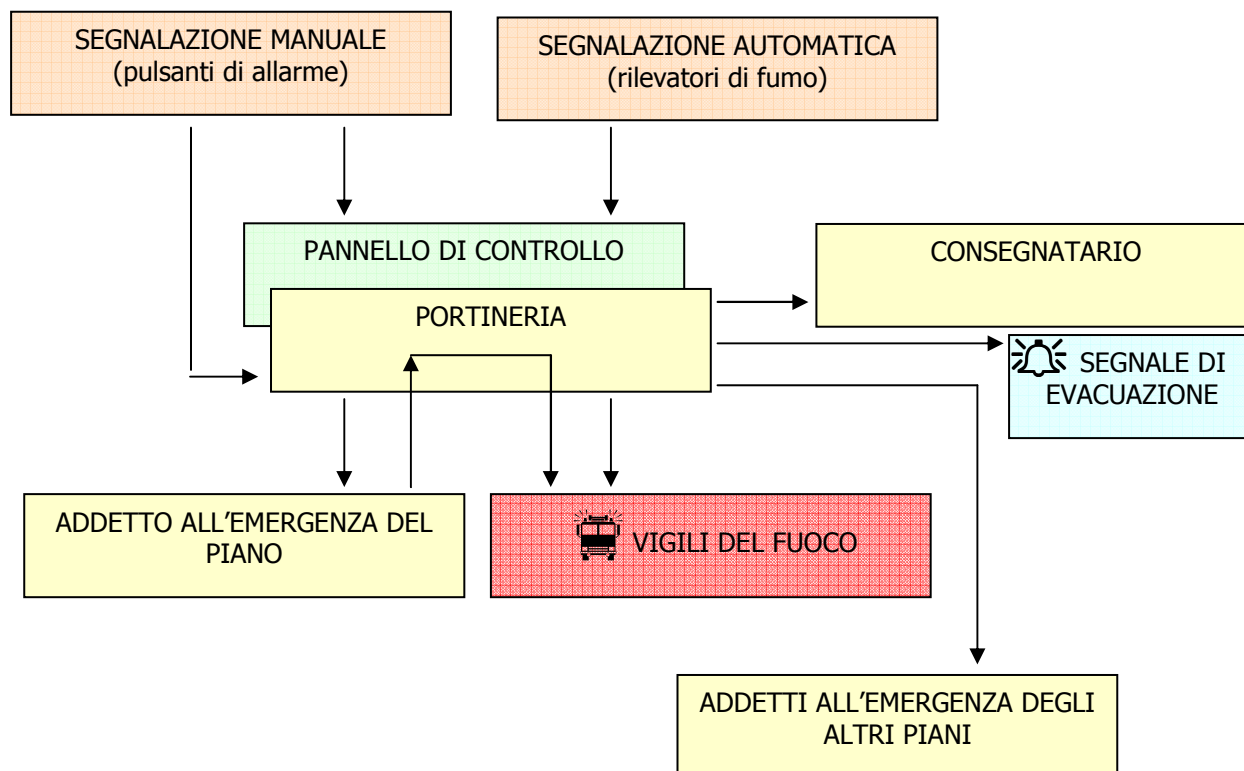 SEGNALAZIONE MANUALE
(pulsanti di allarme)
SEGNALAZIONE AUTOMATICA
(rilevatori di fumo)
PANNELLO DI CONTROLLO
CONSEGNATARIO
PORTINERIA
SEGNALE DI
EVACUAZIONE
ADDETTO ALL’EMERGENZA DEL
PIANO
VIGILI DEL FUOCO
ADDETTI ALL’EMERGENZA DEGLI
ALTRI PIANI